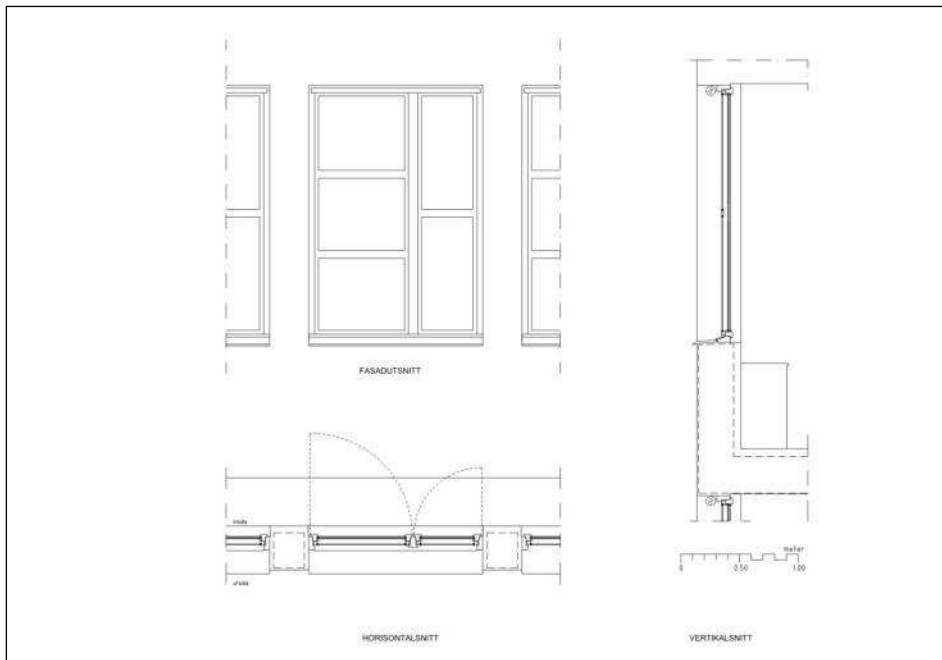 FASADUTSNITT
meter
0 0.50 1.00
HORISONTALSNITT
VERTIKALSNITT